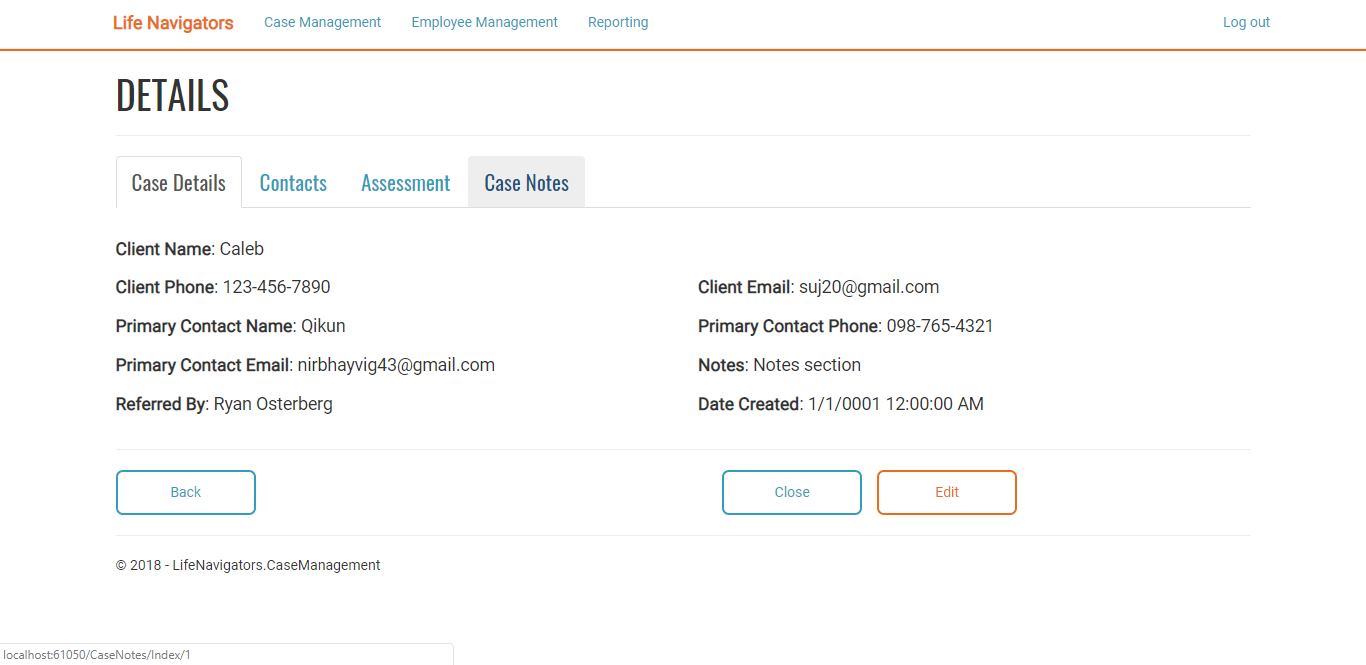 Life Navigators Case Management Employee Management Reporting Log out
DETAILS
Case Details Contacts Assessment Case Notes
Client Name: Caleb
Client Phone: 123-456-7890 Client Email: suj20@gmail.com
Primary Contact Name: Qikun Primary Contact Phone: 098-765-4321
Primary Contact Email: nirbhayvig43@gmail.com Notes: Notes section
Referred By: Ryan Osterberg Date Created: 1/1/0001 12:00:00 AM
Back Close Edit
© 2018 - LifeNavigators.CaseManagement
localhost:61050/CaseNotes/Index/1